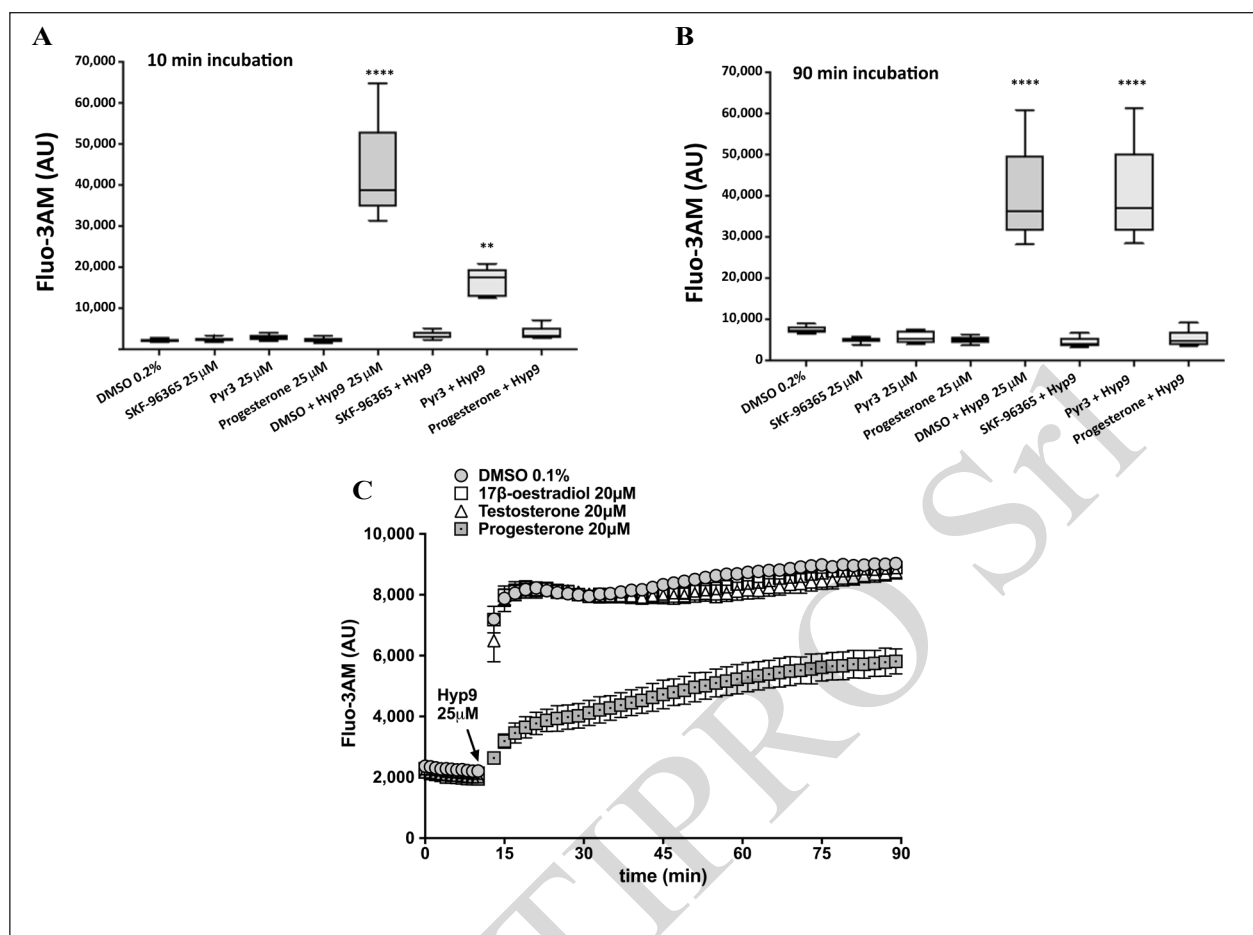 A
10 min incubation
70,000
60,000
50,000
40,000
30,000
20,000
10,000
Fluo-3AM (AU)
****
**
DMSO 0.2%
SKF-96365 25 μM
Pyr3 25 μM
Progesterone 25 μM
DMSO + Hyp9 25 μM
SKF-96365 + Hyp9
Pyr3 + Hyp9
Progesterone + Hyp9
B
90 min incubation
70,000
60,000
50,000
40,000
30,000
20,000
10,000
0
Fluo-3AM (AU)
****
****
DMSO 0.2%
SKF-96365 25 μM
Pyr3 25 μM
Progesterone 25 μM
DMSO + Hyp9 25 μM
SKF-96365 + Hyp9
Pyr3 + Hyp9
Progesterone + Hyp9
C
DMSO 0.1%
17β-oestradiol 20μM
Testosterone 20μM
Progesterone 20μM
10,000
8,000
6,000
4,000
2,000
0
Fluo-3AM (AU)
Hyp9
25μM
0
15
30
45
60
75
90
time (min)
TIPRO Srl